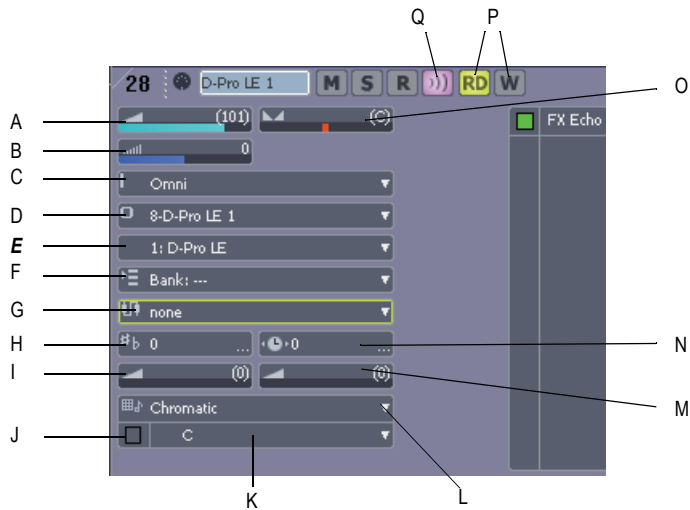 Q P
28 D-Pro LE 1 M S R RD W
A (101) (C) O
FX Echo
B 0
C Omni
D 8-D-Pro LE 1
E 1: D-Pro LE
F Bank: ---
G none
H 0 ... 0 ... N
I (0) (0) M
Chromatic
J C
K L